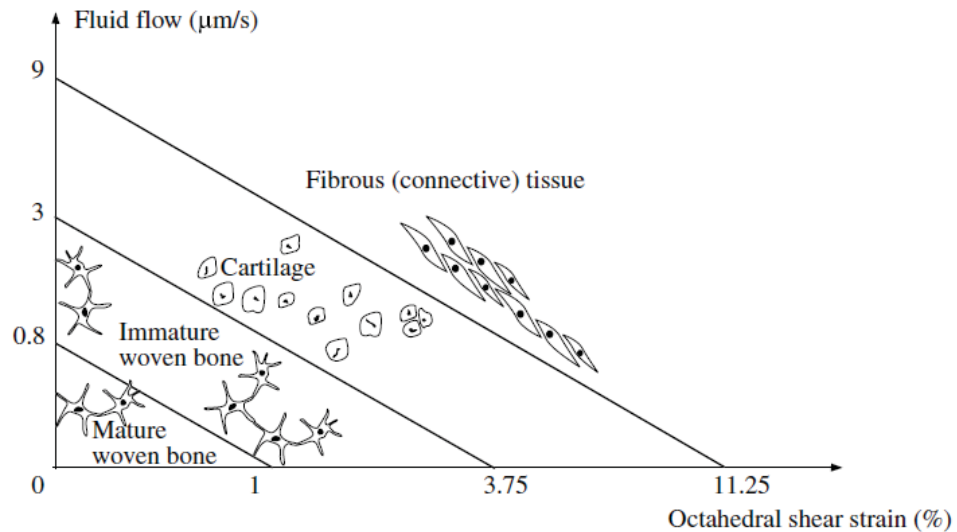 Fluid flow (μm/s)
9
Fibrous (connective) tissue
3
Cartilage
Immature
woven bone
0.8
Mature
woven bone
0
1
3.75
11.25
Octahedral shear strain (%)